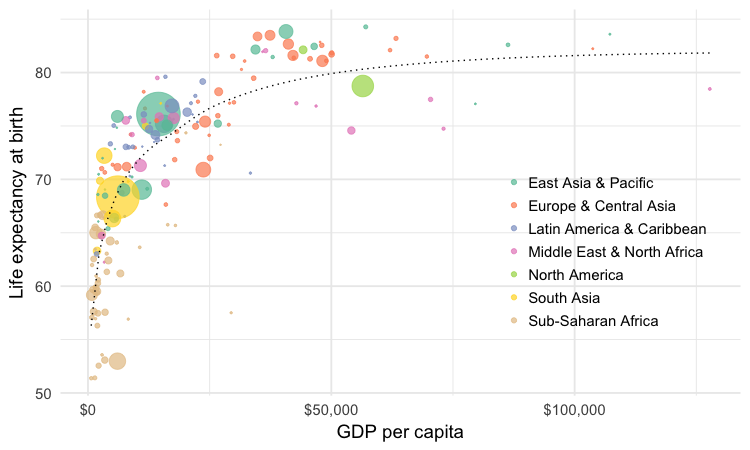 Life expectancy at birth
80
70
60
50
East Asia & Pacific
Europe & Central Asia
Latin America & Caribbean
Middle East & North Africa
North America
South Asia
Sub-Saharan Africa
$0
$50,000
$100,000
GDP per capita